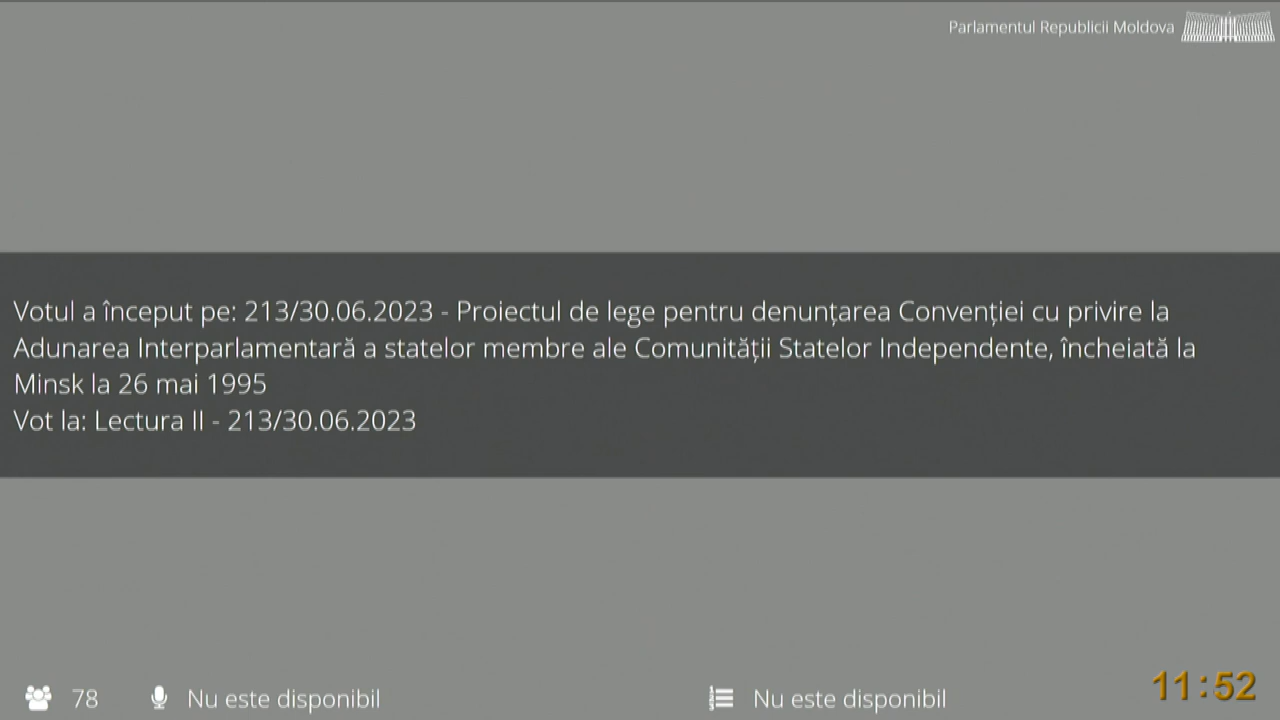 Parlamentul Republicii Moldova
Votul a început pe: 213/30.06.2023 - Proiectul de lege pentru denunțarea Convenției cu privire la
Adunarea Interparlamentară a statelor membre ale Comunității Statelor Independente, încheiată la
Minsk la 26 mai 1995
Vot la: Lectura II - 213/30.06.2023
78 Nu este disponibil Nu este disponibil 11:52